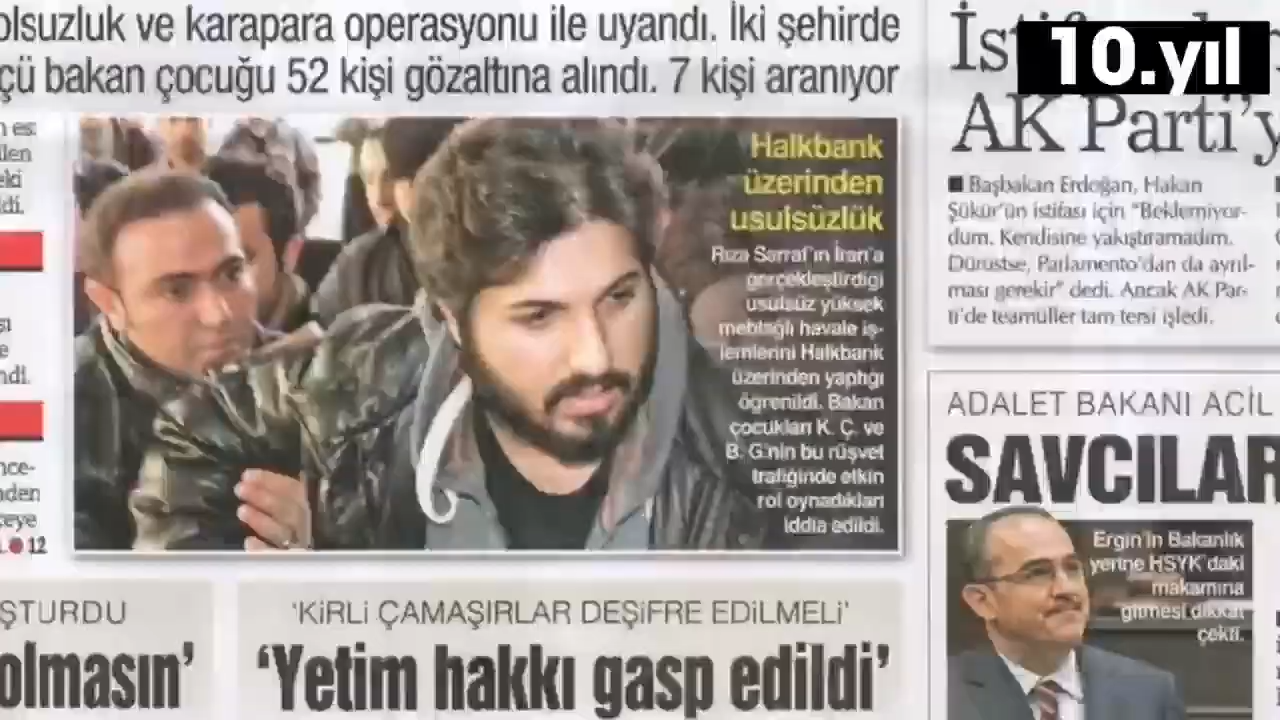 olsuzluk ve karapara operasyonu ile uyandı. İki şehirde
çü bakan çocuğu 52 kişi gözaltına alındı. 7 kişi aranıyor
10.yıl
AK Parti'y
■ Başbakan Erdoğan, Hakan
Şükür'ün istifası için "Beklemiyor-
dum. Kendisine yakıştıramadım.
Dürüstse, Parlamento'dan da ayrıl-
ması gerekir" dedi. Ancak AK Par-
ti'de teamüller tam tersi işledi.
Halkbank
üzerinden
usulsüzlük
Rıza Sarraf'ın İran'a
gerçekleştirdiği
usulsüz yüksek
meblağlı havale iş-
lemlerini Halkbank
üzerinden yaptığı
öğrenildi. Bakan
çocukları K. Ç. ve
B. G'nin bu rüşvet
trafiğinde etkin
rol oynadıkları
iddia edildi.
12
ADALET BAKANI ACİL
SAVCILAR
Ergin'in Bakanlık
yerine HSYK'daki
makamına
gitmesi dikkat
çekti.
ŞTURDU
olmasın'
'KİRLİ ÇAMAŞIRLAR DEŞİFRE EDİLMELİ'
'Yetim hakkı gasp edildi'